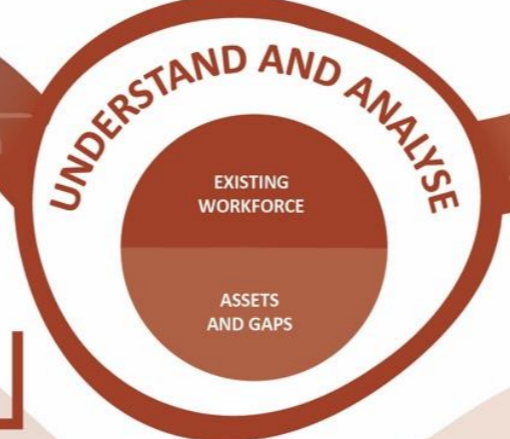 UNDERSTAND AND ANALYSE
EXISTING
WORKFORCE
ASSETS
AND GAPS